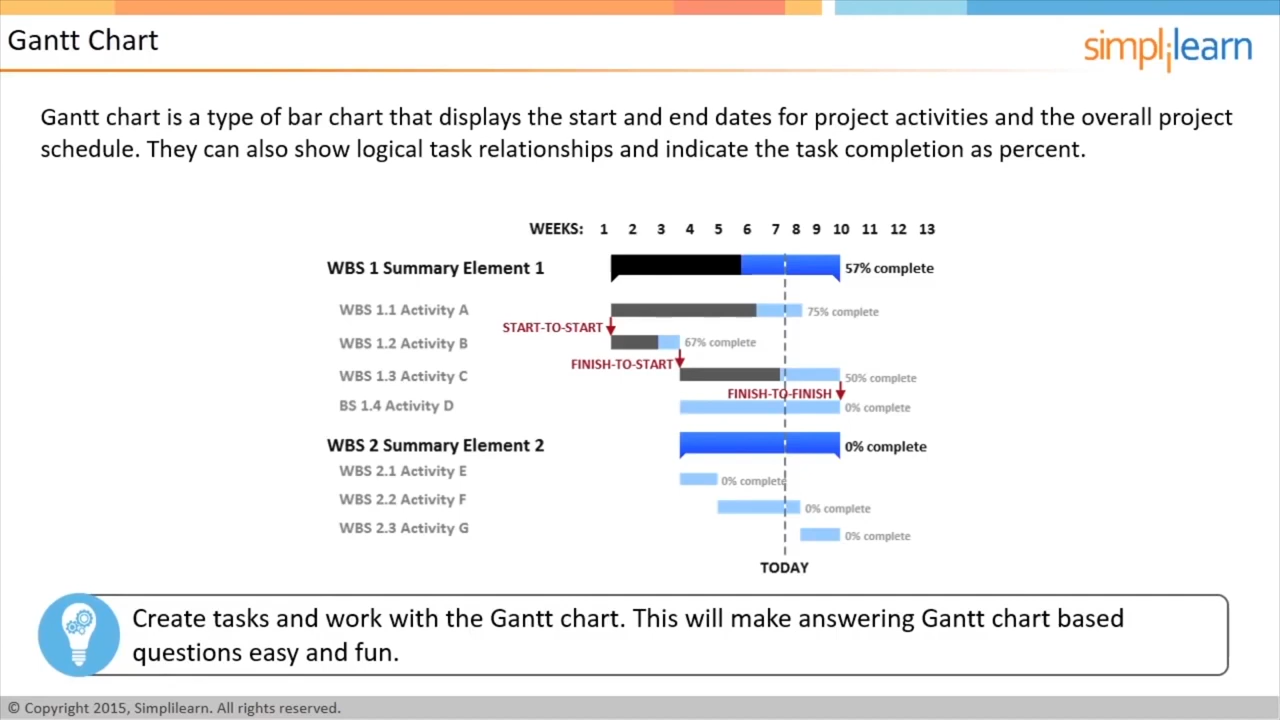 Gantt Chart
simplilearn
Gantt chart is a type of bar chart that displays the start and end dates for project activities and the overall project
schedule. They can also show logical task relationships and indicate the task completion as percent.
WEEKS: 1 2 3 4 5 6 7 8 9 10 11 12 13
WBS 1 Summary Element 1 57% complete
WBS 1.1 Activity A 75% complete
START-TO-START
WBS 1.2 Activity B 67% complete
FINISH-TO-START
WBS 1.3 Activity C 50% complete
FINISH-TO-FINISH
BS 1.4 Activity D 0% complete
WBS 2 Summary Element 2 0% complete
WBS 2.1 Activity E 0% complete
WBS 2.2 Activity F 0% complete
WBS 2.3 Activity G 0% complete
TODAY
Create tasks and work with the Gantt chart. This will make answering Gantt chart based
questions easy and fun.
© Copyright 2015, Simplilearn. All rights reserved.